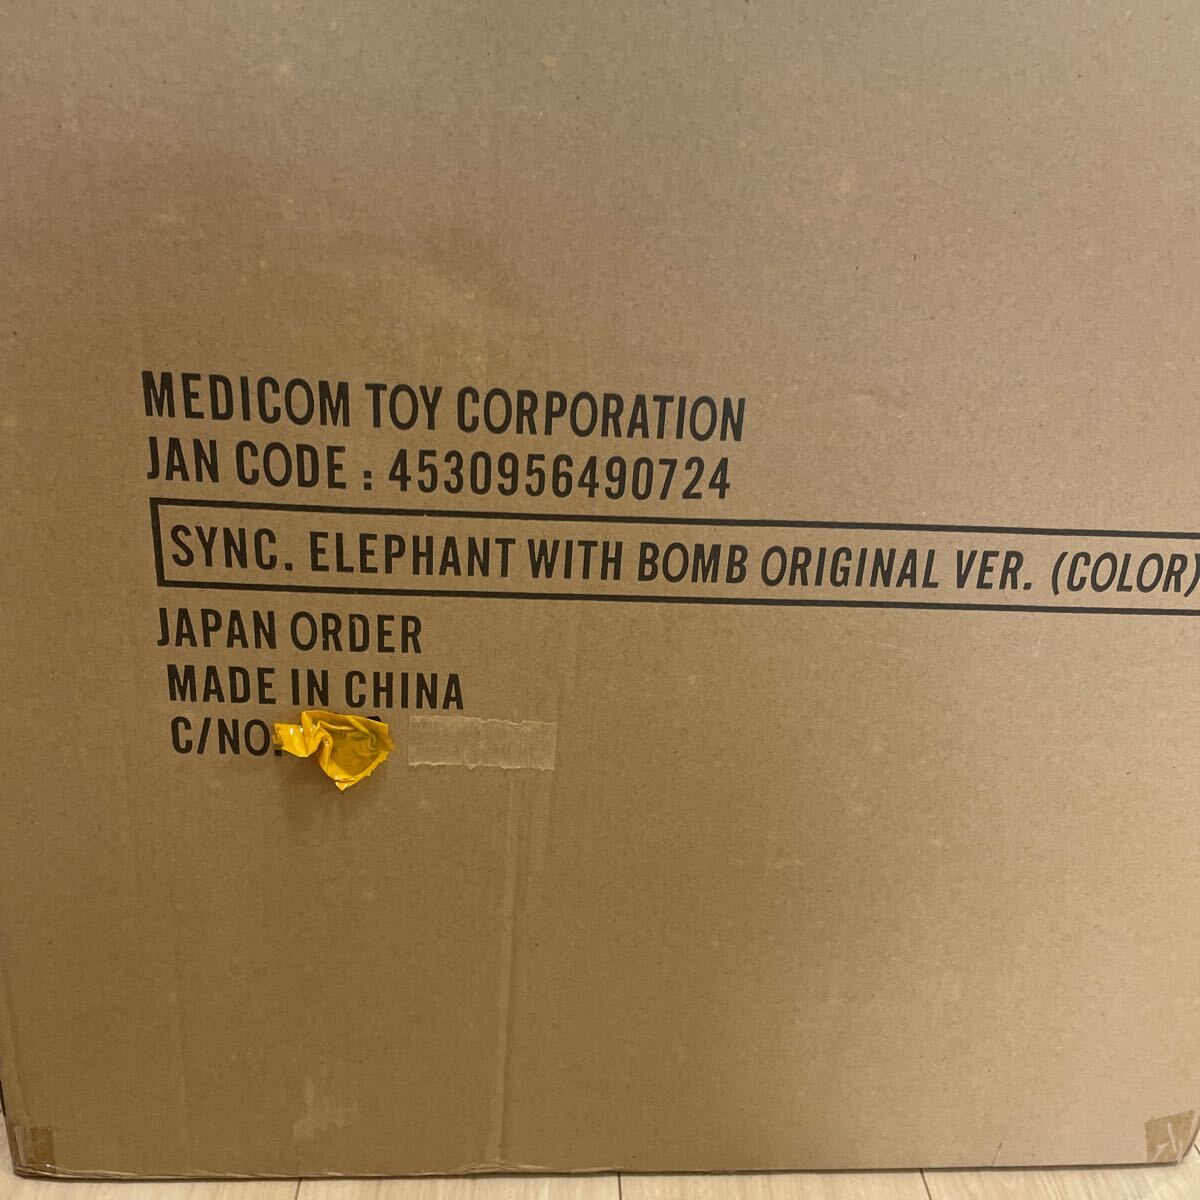 MEDICOM TOY CORPORATION
JAN CODE : 4530956490724
SYNC. ELEPHANT WITH BOMB ORIGINAL VER. (COLOR)
JAPAN ORDER
MADE IN CHINA
C/NO.